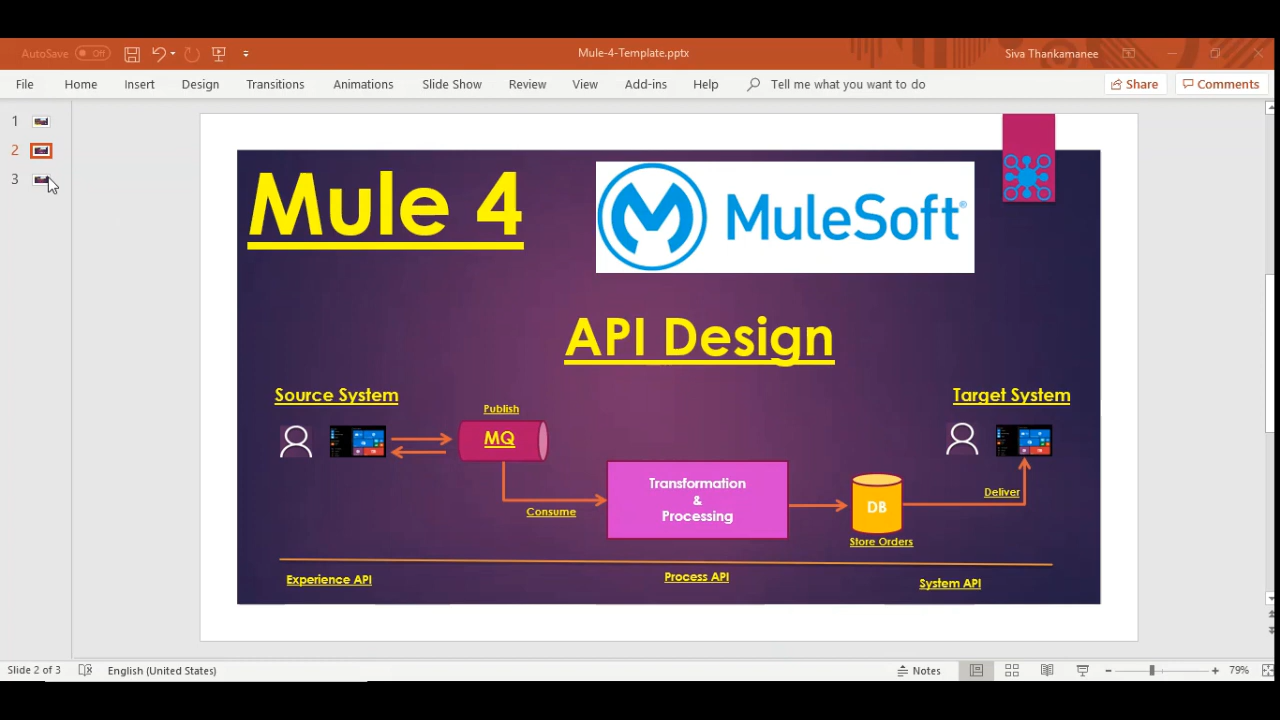 AutoSave Off
Mule-4-Template.pptx
Siva Thankamanee
File Home Insert Design Transitions Animations Slide Show Review View Add-ins Help Tell me what you want to do Share Comments
1
2
3
Mule 4
MuleSoft®
API Design
Source System
Target System
Publish
MQ
Consume
Transformation
&
Processing
DB
Store Orders
Deliver
Experience API
Process API
System API
Slide 2 of 3 English (United States) Notes 79%